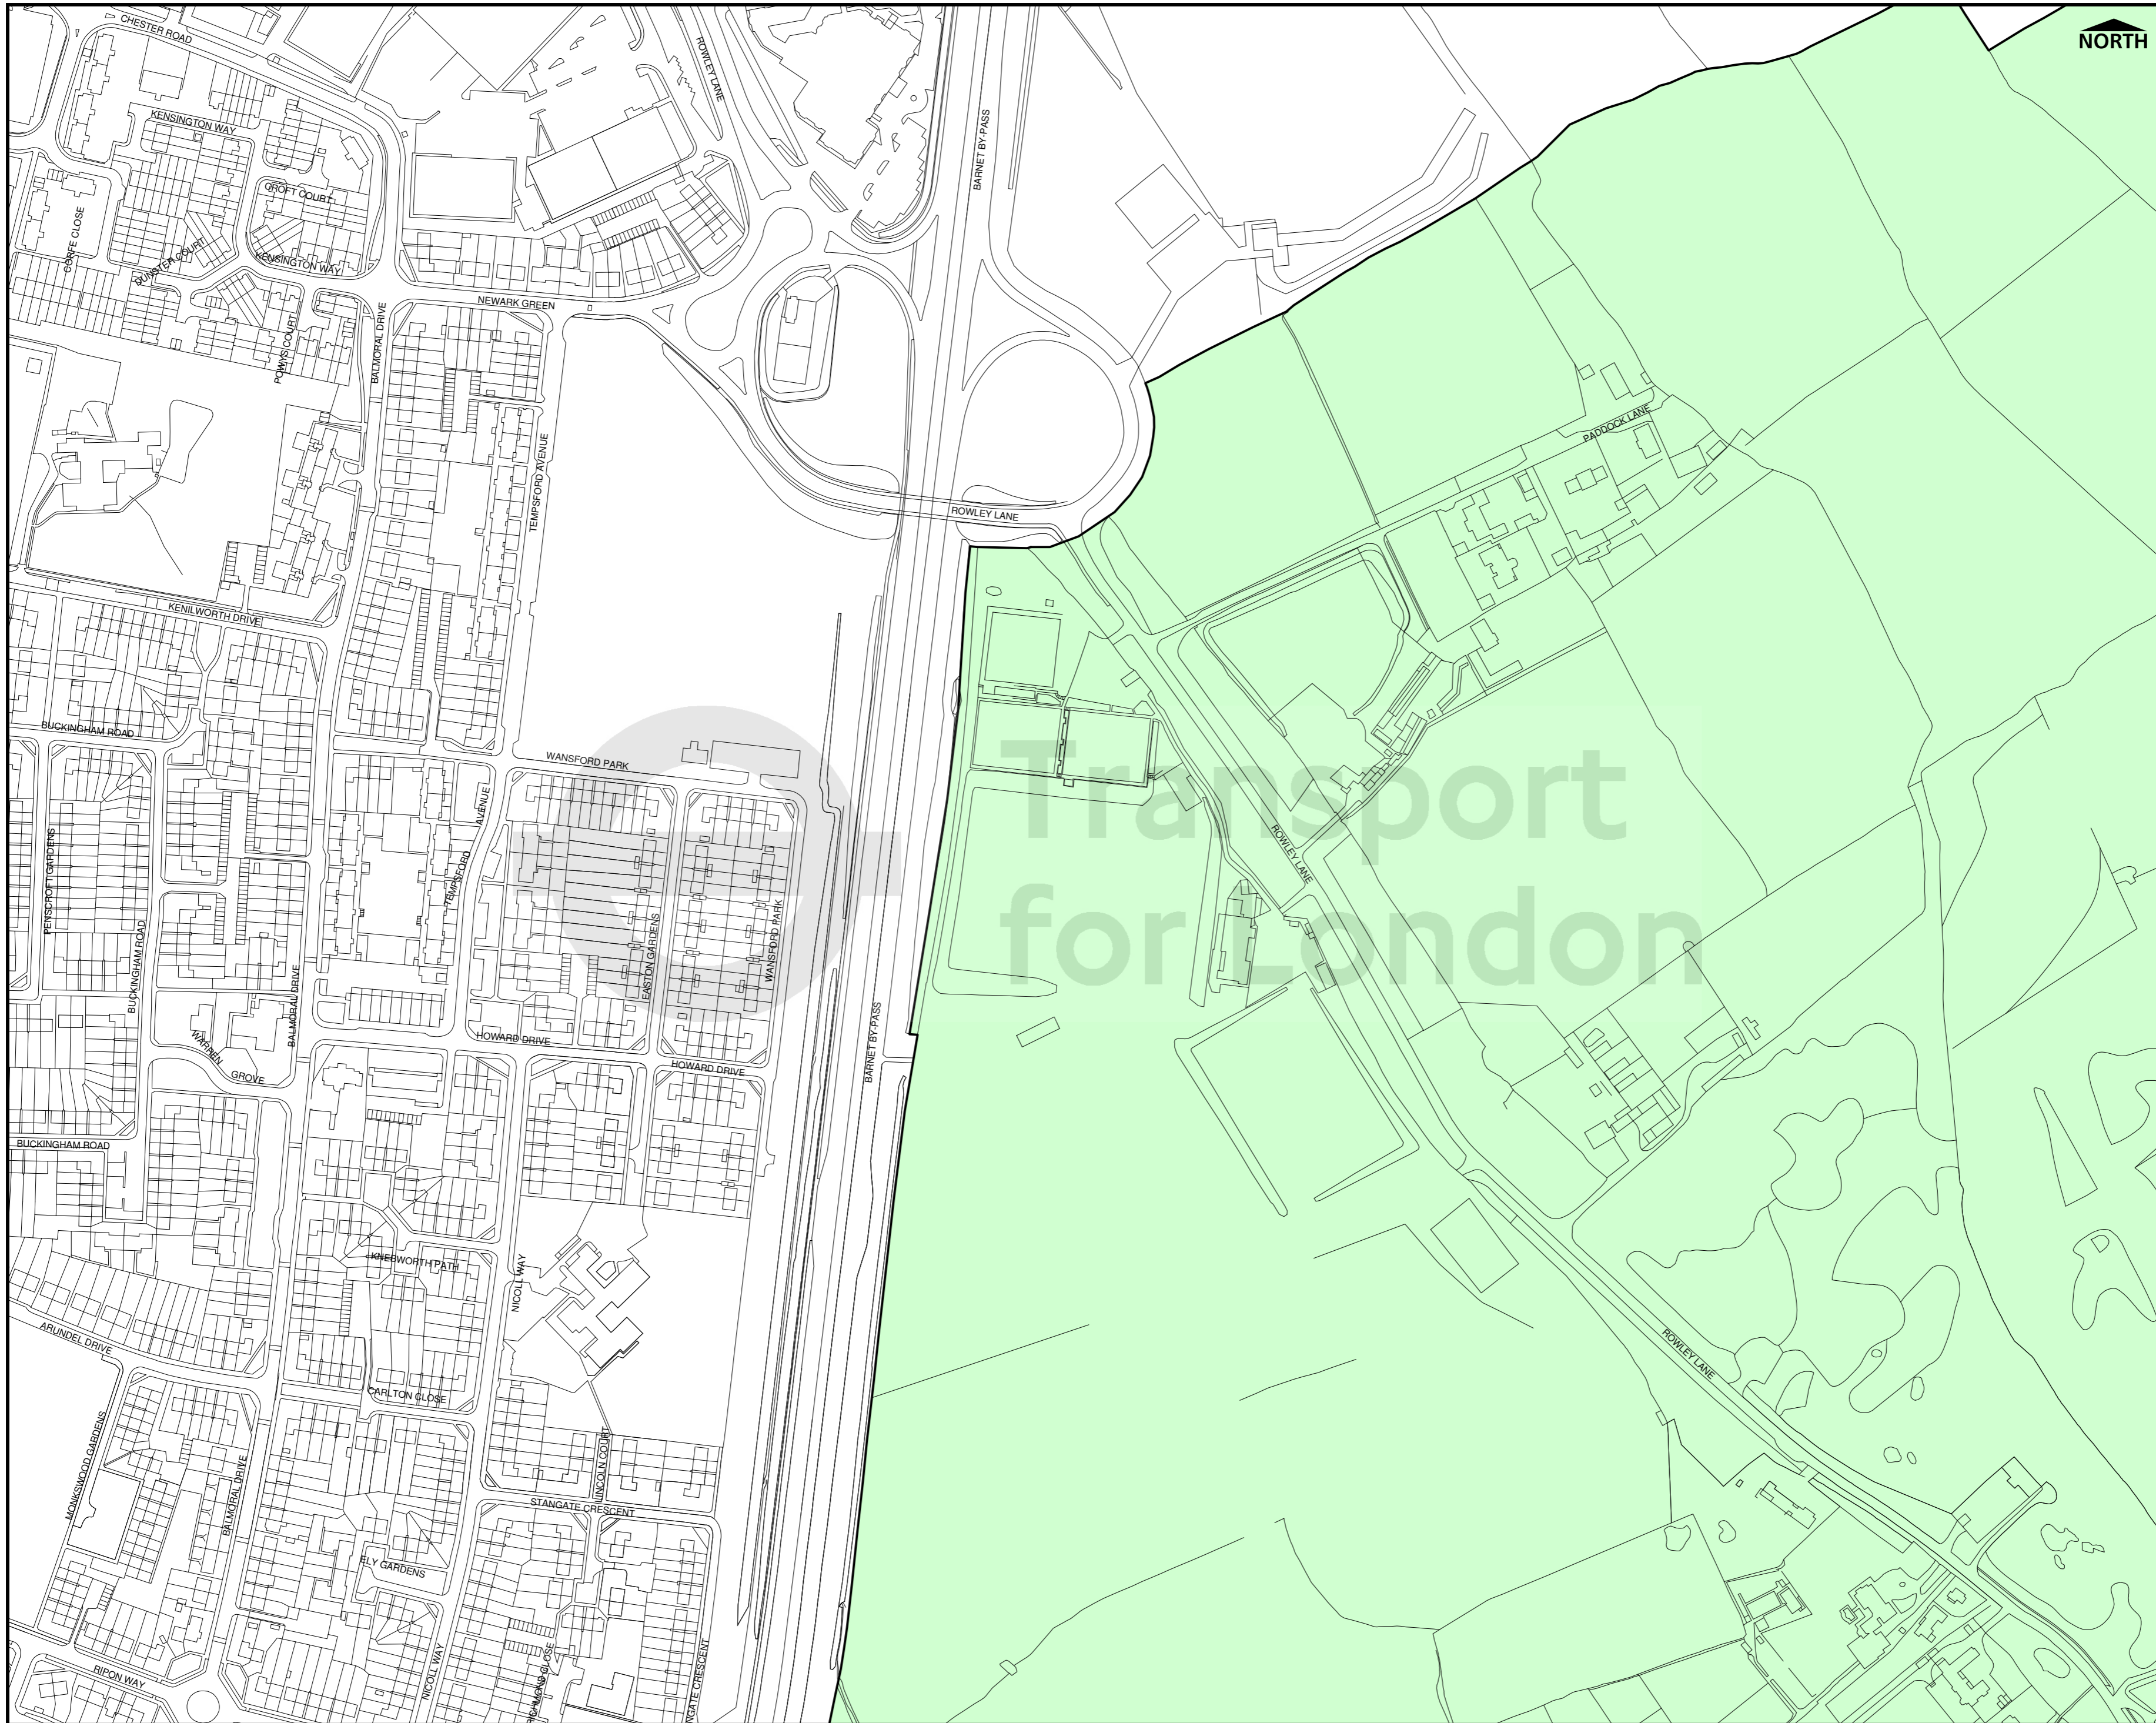 CHESTER ROAD
ROWLEY LANE
NORTH
KENSINGTON WAY
BARNET BY-PASS
CROFT COURT
CORFE CLOSE
DUNSTER COURT
KENSINGTON WAY
NEWARK GREEN
POWYS COURT
BALMORAL DRIVE
PADDOCK LANE
TEMPSFORD AVENUE
ROWLEY LANE
KENILWORTH DRIVE
BUCKINGHAM ROAD
WANSFORD PARK
Transport
for London
PENSCROFT GARDENS
TEMPSFORD
AVENUE
ROWLEY LANE
BUCKINGHAM ROAD
EASTON GARDENS
WANSFORD PARK
BALMORAL DRIVE
BARNET BY-PASS
WARREN
GROVE
HOWARD DRIVE
HOWARD DRIVE
BUCKINGHAM ROAD
KNEBWORTH PATH
NICOLL WAY
ARUNDEL DRIVE
ROWLEY LANE
CARLTON CLOSE
MONKSWOOD GARDENS
BALMORAL DRIVE
LINCOLN COURT
STANGATE CRESCENT
ELY GARDENS
RIPON WAY
NICOLL WAY
RICHMOND CLOSE
NGATE CRESCENT